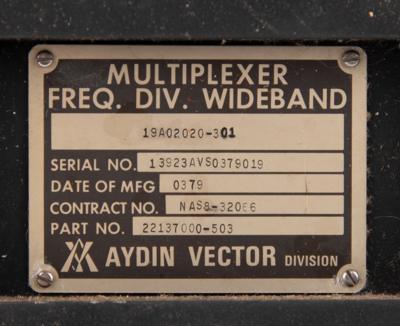 MULTIPLEXER
FREQ. DIV. WIDEBAND
19A02020-301
SERIAL NO. 13923AVS0379019
DATE OF MFG 0379
CONTRACT NO. NAS8-32066
PART NO. 22137000-503
AYDIN VECTOR DIVISION